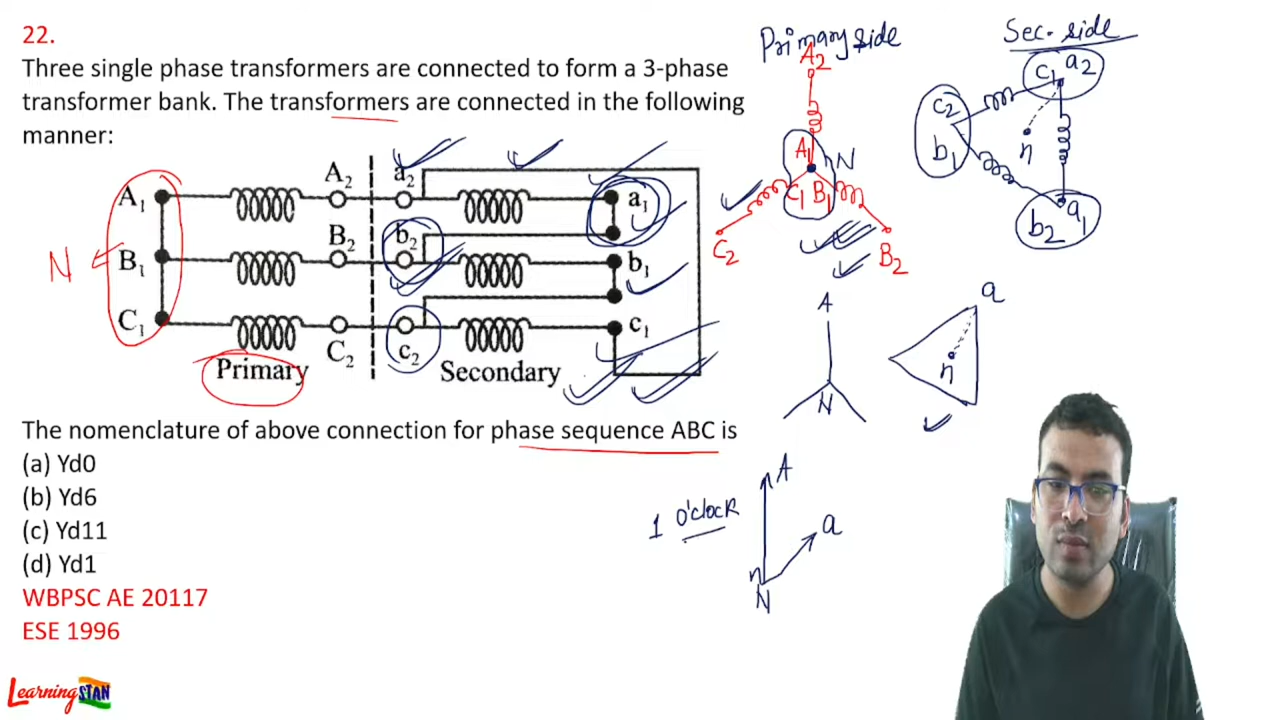 22.
Three single phase transformers are connected to form a 3-phase
transformer bank. The transformers are connected in the following
manner:
A₁ A₂ a₂ a₁
N B₁ B₂ b₂ b₁
C₁ C₂ c₂ c₁
Primary Secondary
The nomenclature of above connection for phase sequence ABC is
(a) Yd0
(b) Yd6
(c) Yd11
(d) Yd1
WBPSC AE 20117
ESE 1996
LearningSTAN
Primary side
A₂
A₁ N
C₁ B₁
C₂ B₂
Sec. side
c₁ a₂
c₂
b₁ n
b₂ a₁
A a
N n
1 O'clock A
a
n
N